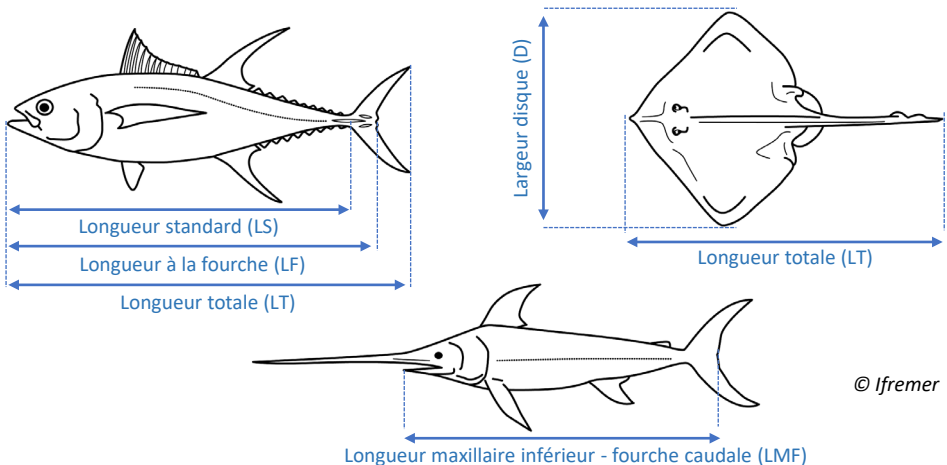 Longueur standard (LS)
Longueur à la fourche (LF)
Longueur totale (LT)
Largeur disque (D)
Longueur totale (LT)
© Ifremer
Longueur maxillaire inférieur - fourche caudale (LMF)